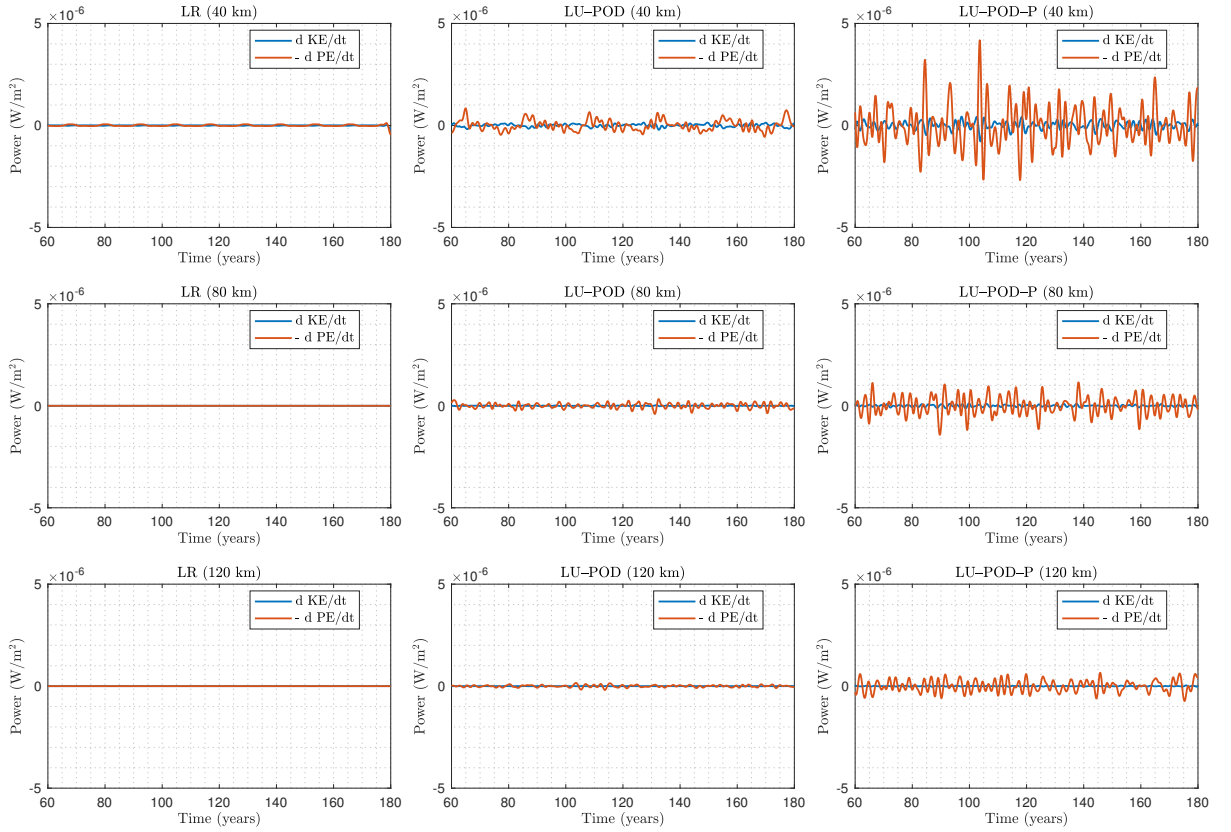 LR (40 km)
×10⁻⁶
5
0
-5
Power (W/m²)
d KE/dt
- d PE/dt
60 80 100 120 140 160 180
Time (years)
LU–POD (40 km)
×10⁻⁶
5
0
-5
Power (W/m²)
d KE/dt
- d PE/dt
60 80 100 120 140 160 180
Time (years)
LU–POD–P (40 km)
×10⁻⁶
5
0
-5
Power (W/m²)
d KE/dt
- d PE/dt
60 80 100 120 140 160 180
Time (years)
LR (80 km)
×10⁻⁶
5
0
-5
Power (W/m²)
d KE/dt
- d PE/dt
60 80 100 120 140 160 180
Time (years)
LU–POD (80 km)
×10⁻⁶
5
0
-5
Power (W/m²)
d KE/dt
- d PE/dt
60 80 100 120 140 160 180
Time (years)
LU–POD–P (80 km)
×10⁻⁶
5
0
-5
Power (W/m²)
d KE/dt
- d PE/dt
60 80 100 120 140 160 180
Time (years)
LR (120 km)
×10⁻⁶
5
0
-5
Power (W/m²)
d KE/dt
- d PE/dt
60 80 100 120 140 160 180
Time (years)
LU–POD (120 km)
×10⁻⁶
5
0
-5
Power (W/m²)
d KE/dt
- d PE/dt
60 80 100 120 140 160 180
Time (years)
LU–POD–P (120 km)
×10⁻⁶
5
0
-5
Power (W/m²)
d KE/dt
- d PE/dt
60 80 100 120 140 160 180
Time (years)